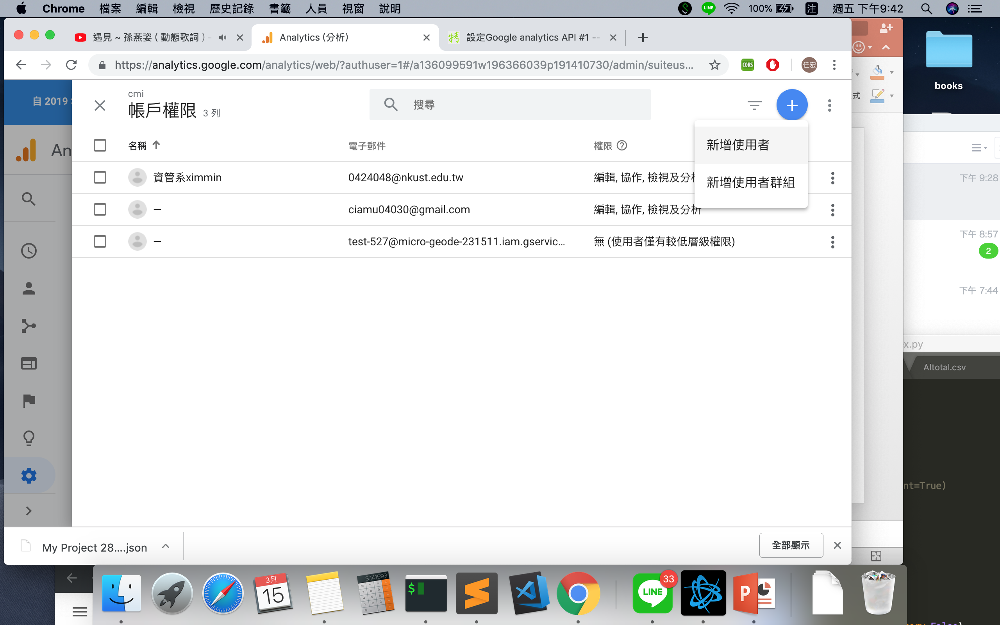 Chrome 檔案 編輯 檢視 歷史記錄 書籤 人員 視窗 說明 LINE 100% 注 週五 下午9:42
遇見 ~ 孫燕姿 ( 動態歌詞 ) -
Analytics (分析)
設定Google analytics API #1 --
https://analytics.google.com/analytics/web/?authuser=1#/a136099591w196366039p191410730/admin/suiteus...
CORS
任宏
books
自 2019
An
cmi
帳戶權限 3 列
搜尋
名稱 電子郵件 權限
新增使用者
新增使用者群組
資管系ximmin 0424048@nkust.edu.tw 編輯, 協作, 檢視及分析
— ciamu04030@gmail.com 編輯, 協作, 檢視及分析
— test-527@micro-geode-231511.iam.gservic... 無 (使用者僅有較低層級權限)
式
下午 9:28
下午 8:57
2
下午 7:44
x.py
AItotal.csv
nt=True)
My Project 28....json
全部顯示
3月
15
3.141593
$
LINE
33
P